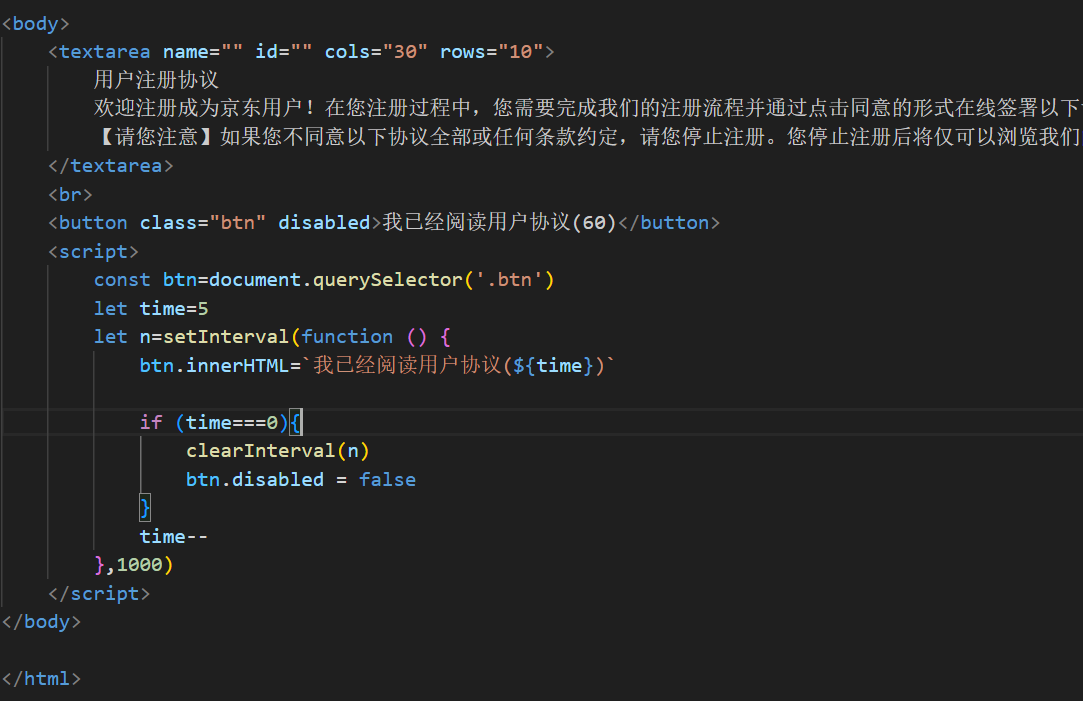 <body>
<textarea name="" id="" cols="30" rows="10">
用户注册协议
欢迎注册成为京东用户！在您注册过程中，您需要完成我们的注册流程并通过点击同意的形式在线签署以下
【请您注意】如果您不同意以下协议全部或任何条款约定，请您停止注册。您停止注册后将仅可以浏览我们
</textarea>
<br>
<button class="btn" disabled>我已经阅读用户协议(60)</button>
<script>
const btn=document.querySelector('.btn')
let time=5
let n=setInterval(function () {
btn.innerHTML=`我已经阅读用户协议(${time})`
if (time===0){
clearInterval(n)
btn.disabled = false
}
time--
},1000)
</script>
</body>
</html>